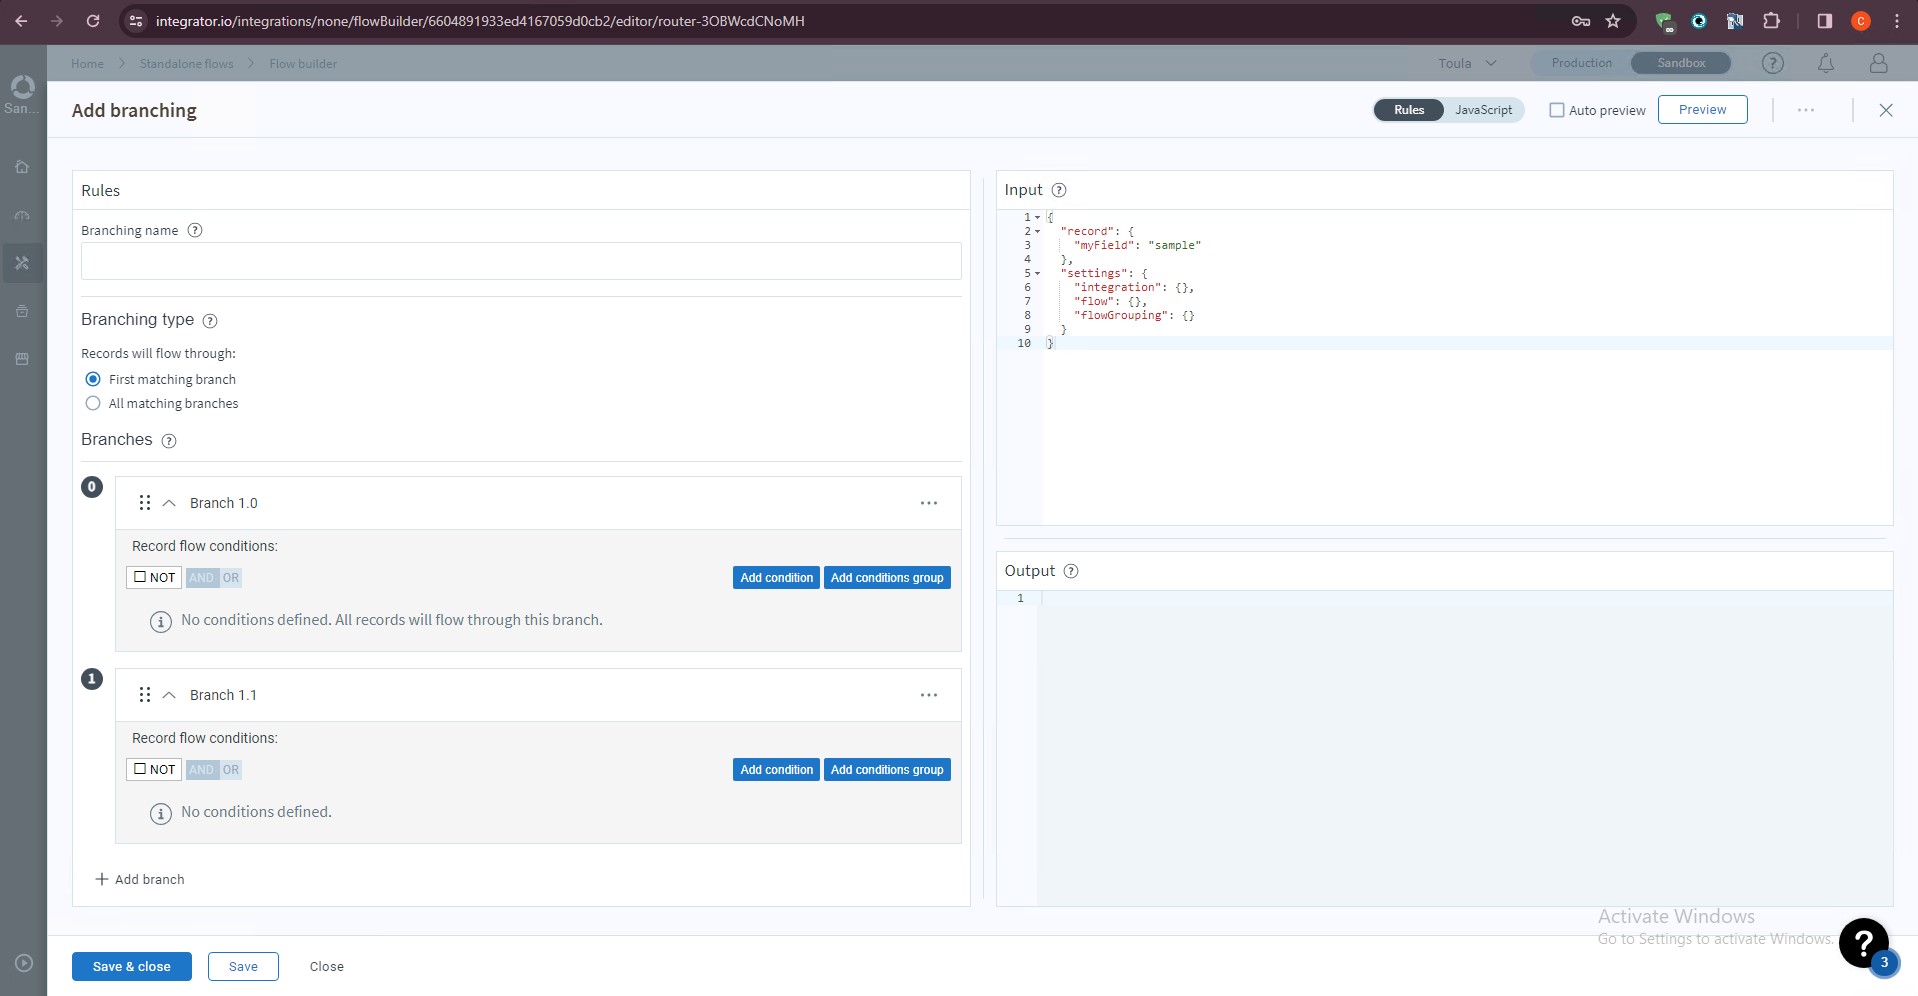 integrator.io/integrations/none/flowBuilder/6604891933ed4167059d0cb2/editor/router-3OBWcdCNoMH
C
San...
Home > Standalone flows > Flow builder
Toula
Production
Sandbox
Add branching
Rules
JavaScript
Auto preview
Preview
Rules
Branching name
Branching type
Records will flow through:
First matching branch
All matching branches
Branches
0
Branch 1.0
Record flow conditions:
NOT AND OR
Add condition
Add conditions group
No conditions defined. All records will flow through this branch.
1
Branch 1.1
Record flow conditions:
NOT AND OR
Add condition
Add conditions group
No conditions defined.
+ Add branch
Input
1 {
2 "record": {
3 "myField": "sample"
4 },
5 "settings": {
6 "integration": {},
7 "flow": {},
8 "flowGrouping": {}
9 }
10 }
Output
1
Activate Windows
Go to Settings to activate Windows.
3
Save & close
Save
Close